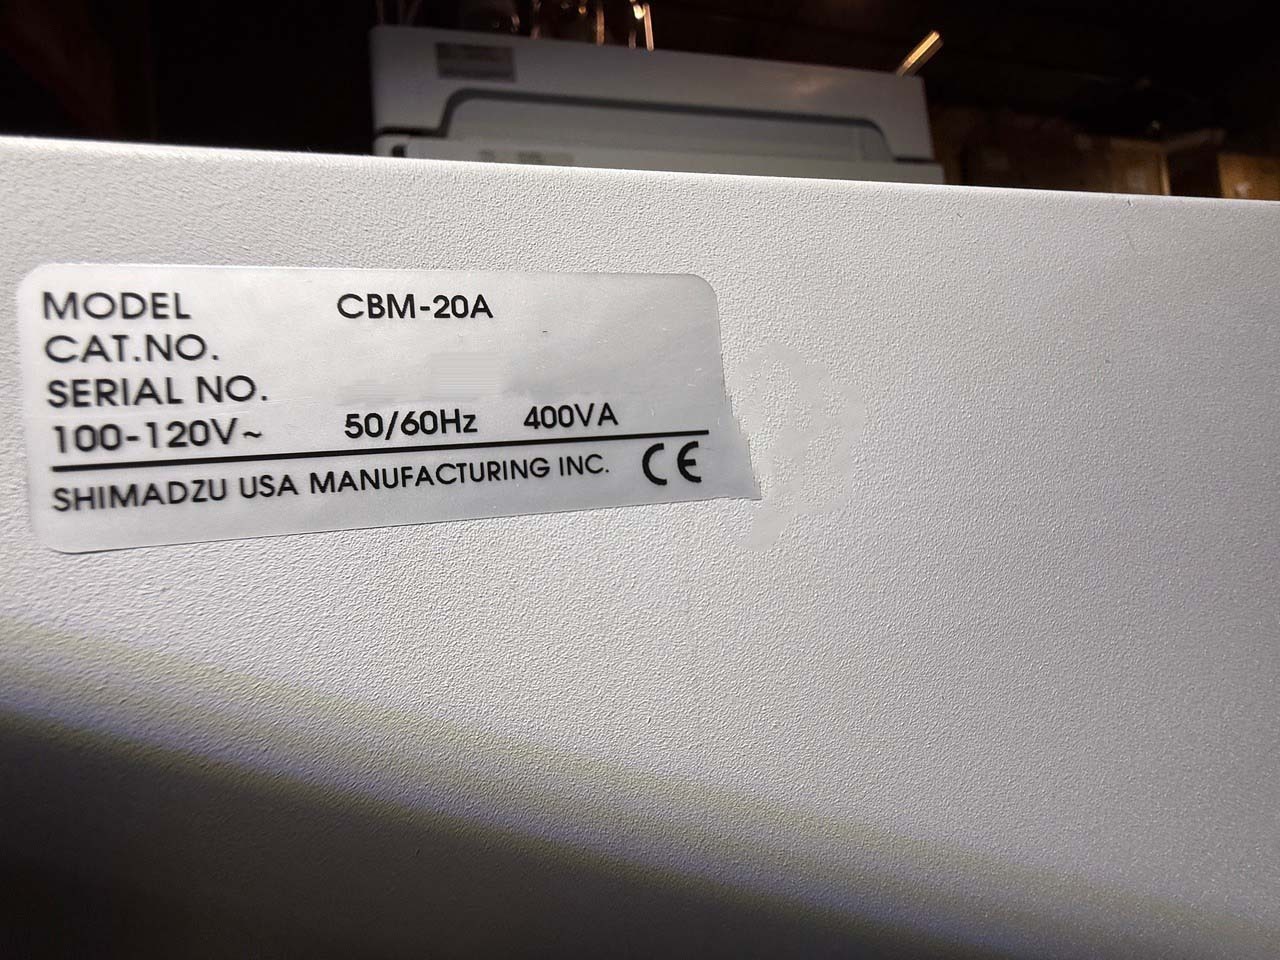 MODEL CBM-20A
CAT.NO.
SERIAL NO.
100-120V~ 50/60Hz 400VA
SHIMADZU USA MANUFACTURING INC. CE